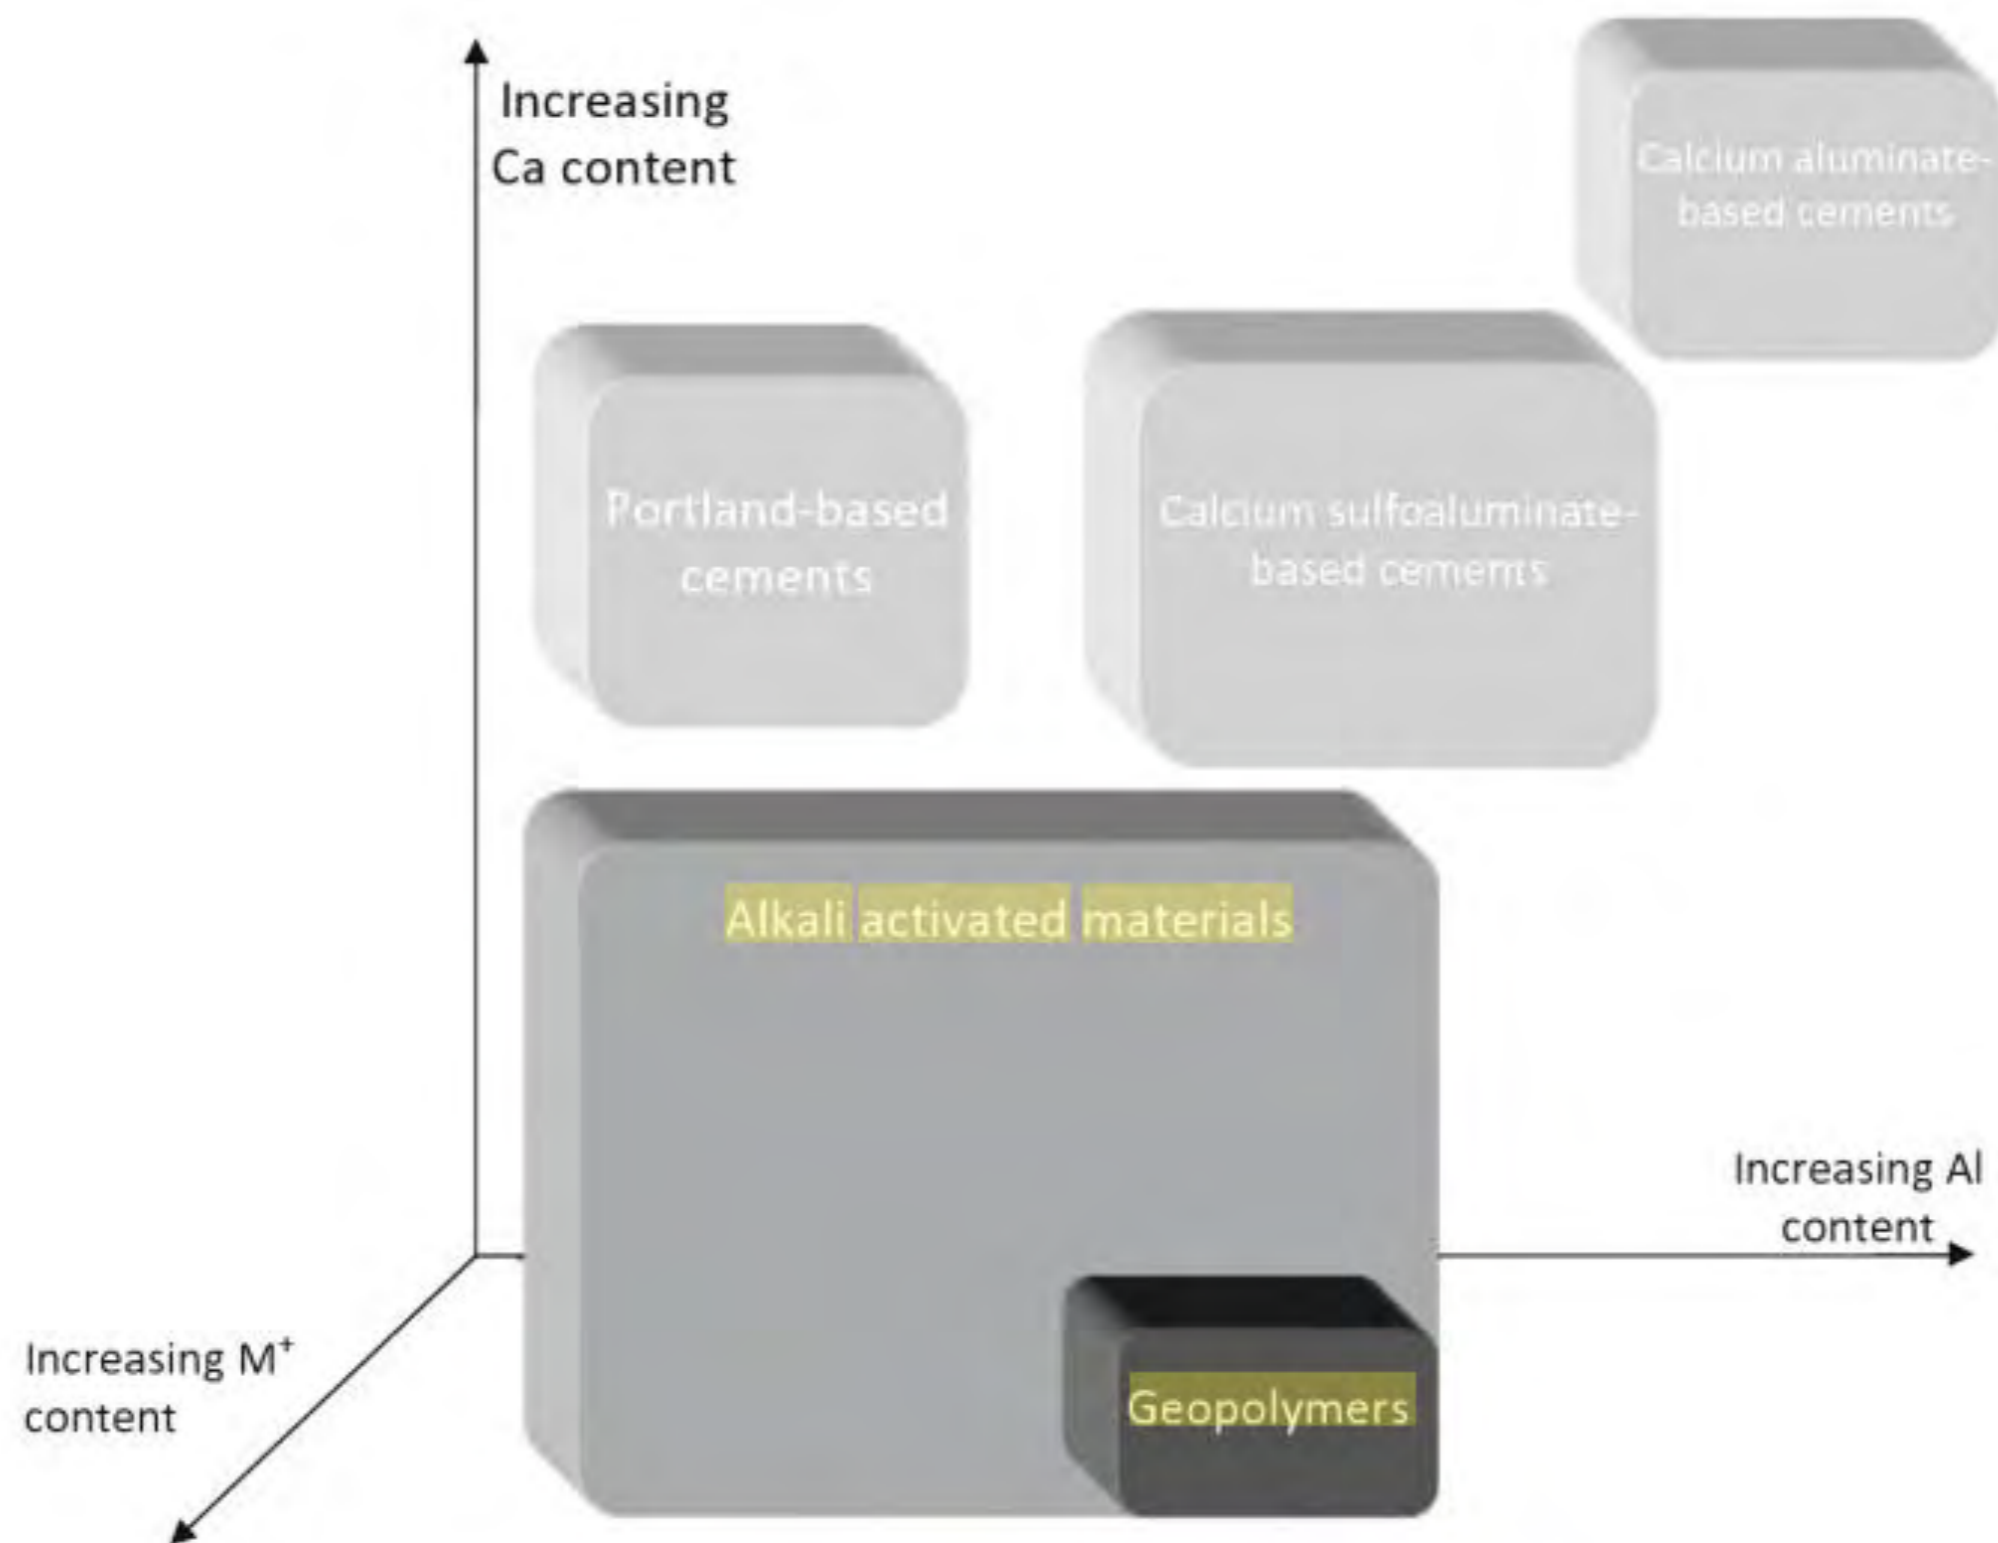 Increasing
Ca content
Calcium aluminate-
based cements
Portland-based
cements
Calcium sulfoaluminate-
based cements
Alkali activated materials
Increasing Al
content
Increasing M⁺
content
Geopolymers